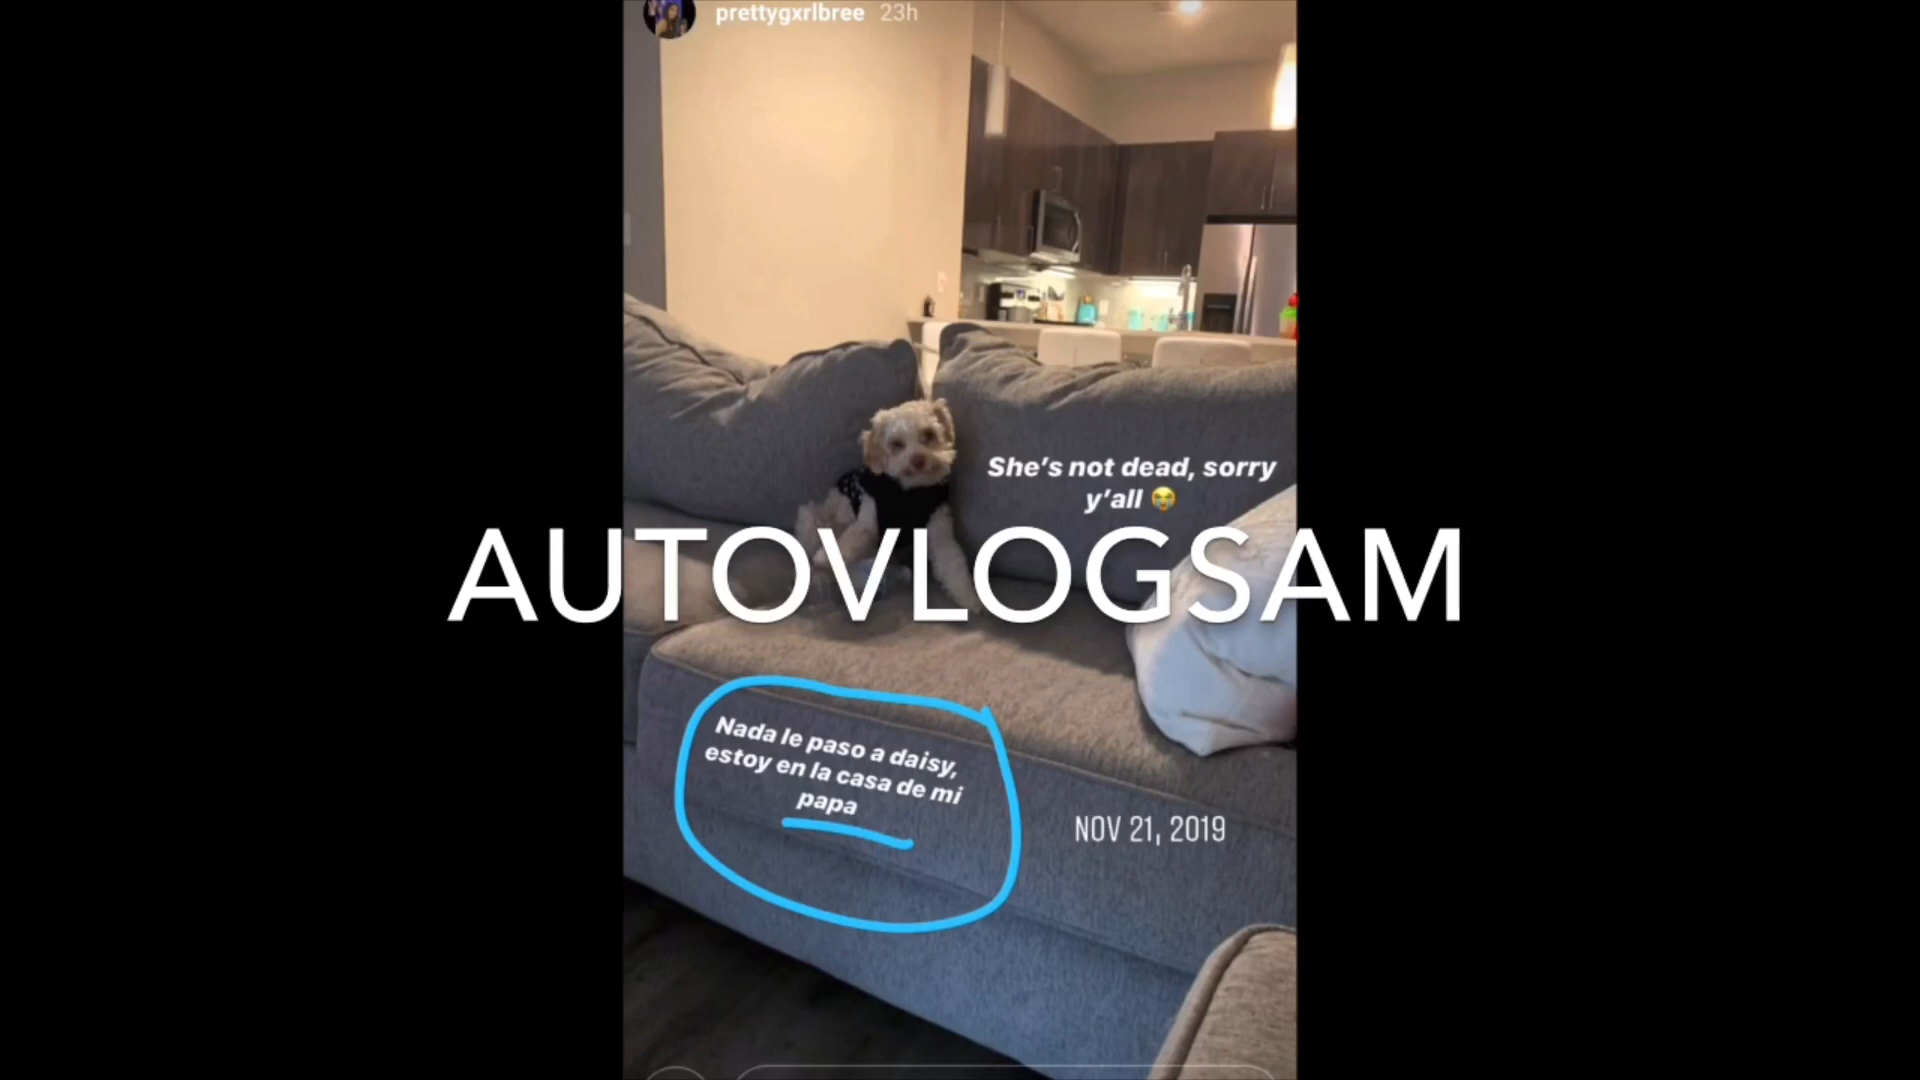 prettygxrlbree 23h
She's not dead, sorry
y'all 😭
AUTOVLOGSAM
Nada le paso a daisy,
estoy en la casa de mi
papa
NOV 21, 2019